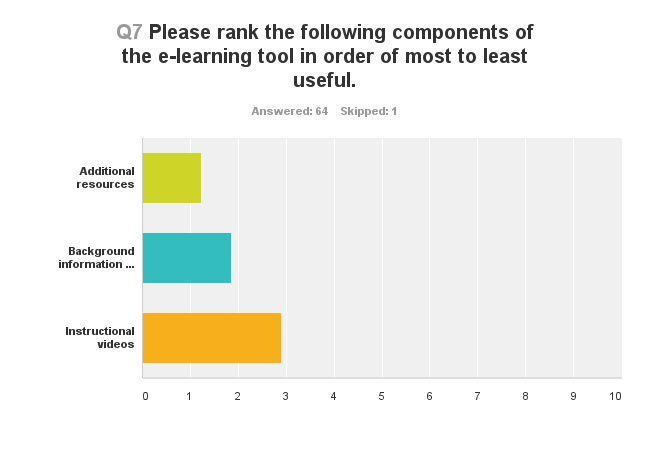 Q7 Please rank the following components of
the e-learning tool in order of most to least
useful.
Answered: 64 Skipped: 1
Additional
resources
Background
information ...
Instructional
videos
0 1 2 3 4 5 6 7 8 9 10